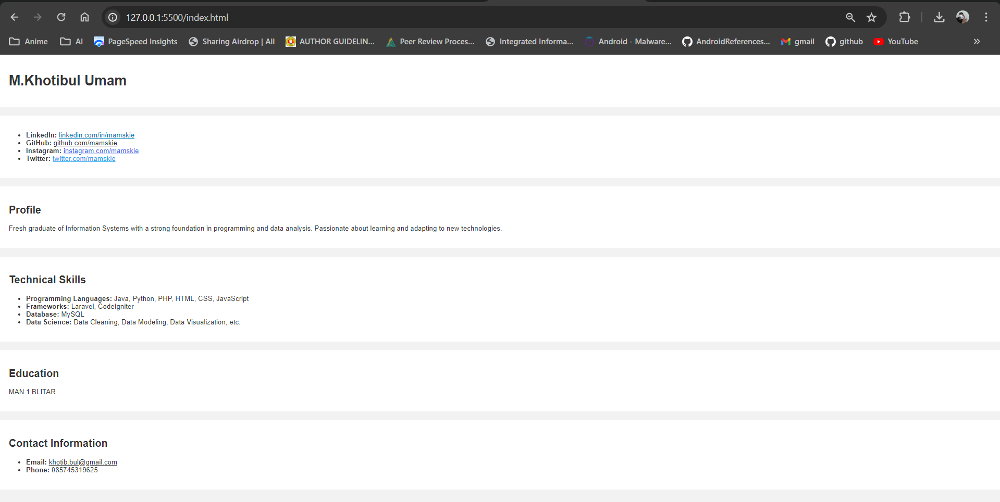 127.0.0.1:5500/index.html
Anime AI PageSpeed Insights Sharing Airdrop | All AUTHOR GUIDELIN... Peer Review Proces... Integrated Informa... Android - Malware... AndroidReferences... gmail github YouTube
M.Khotibul Umam
LinkedIn: linkedin.com/in/mamskie
GitHub: github.com/mamskie
Instagram: instagram.com/mamskie
Twitter: twitter.com/mamskie
Profile
Fresh graduate of Information Systems with a strong foundation in programming and data analysis. Passionate about learning and adapting to new technologies.
Technical Skills
Programming Languages: Java, Python, PHP, HTML, CSS, JavaScript
Frameworks: Laravel, CodeIgniter
Database: MySQL
Data Science: Data Cleaning, Data Modeling, Data Visualization, etc.
Education
MAN 1 BLITAR
Contact Information
Email: khotib.bul@gmail.com
Phone: 085745319625